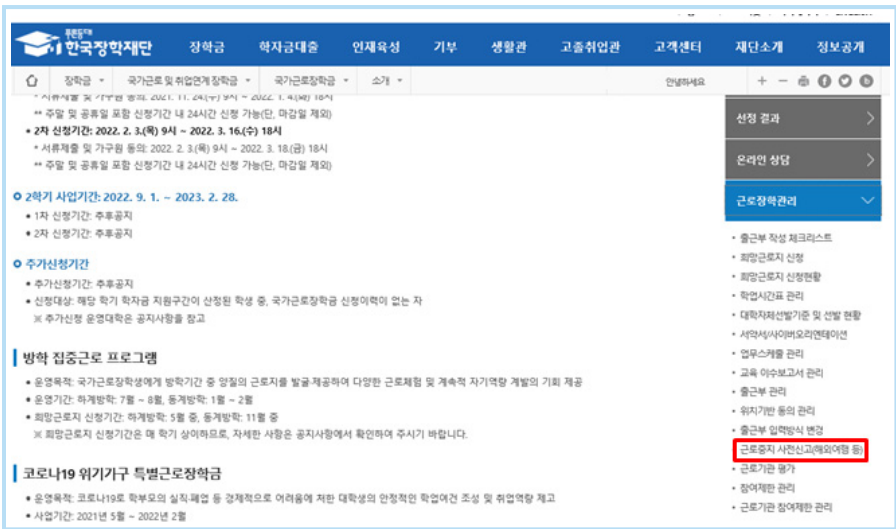 푸른등대
한국장학재단
장학금 학자금대출 인재육성 기부 생활관 고졸취업관 고객센터 재단소개 정보공개
장학금 국가근로 및 취업연계 장학금 국가근로장학금 소개 안녕하세요
* 서류제출 및 가구원 동의: 2021. 11. 24.(수) 9시 ~ 2022. 1. 4.(화) 18시
** 주말 및 공휴일 포함 신청기간 내 24시간 신청 가능(단, 마감일 제외)
• 2차 신청기간: 2022. 2. 3.(목) 9시 ~ 2022. 3. 16.(수) 18시
* 서류제출 및 가구원 동의: 2022. 2. 3.(목) 9시 ~ 2022. 3. 18.(금) 18시
** 주말 및 공휴일 포함 신청기간 내 24시간 신청 가능(단, 마감일 제외)
2학기 사업기간: 2022. 9. 1. ~ 2023. 2. 28.
• 1차 신청기간: 추후공지
• 2차 신청기간: 추후공지
추가신청기간
• 추가신청기간: 추후공지
• 신청대상: 해당 학기 학자금 지원구간이 산정된 학생 중, 국가근로장학금 신청이력이 없는 자
※ 추가신청 운영대학은 공지사항을 참고
방학 집중근로 프로그램
• 운영목적: 국가근로장학생에게 방학기간 중 양질의 근로지를 발굴·제공하여 다양한 근로체험 및 계속적 자기역량 계발의 기회 제공
• 운영기간: 하계방학: 7월 ~ 8월, 동계방학: 1월 ~ 2월
• 희망근로지 신청기간: 하계방학: 5월 중, 동계방학: 11월 중
※ 희망근로지 신청기간은 매 학기 상이하므로, 자세한 사항은 공지사항에서 확인하여 주시기 바랍니다.
코로나19 위기가구 특별근로장학금
• 운영목적: 코로나19로 학부모의 실직·폐업 등 경제적으로 어려움에 처한 대학생의 안정적인 학업여건 조성 및 취업역량 제고
• 사업기간: 2021년 5월 ~ 2022년 2월
선정 결과
온라인 상담
근로장학관리
• 출근부 작성 체크리스트
• 희망근로지 신청
• 희망근로지 신청현황
• 학업시간표 관리
• 대학자체선발기준 및 선발 현황
• 서약서/사이버오리엔테이션
• 업무스케줄 관리
• 교육 이수보고서 관리
• 출근부 관리
• 위치기반 동의 관리
• 출근부 입력방식 변경
• 근로중지 사전신고(해외여행 등)
• 근로기관 평가
• 참여제한 관리
• 근로기관 참여제한 관리